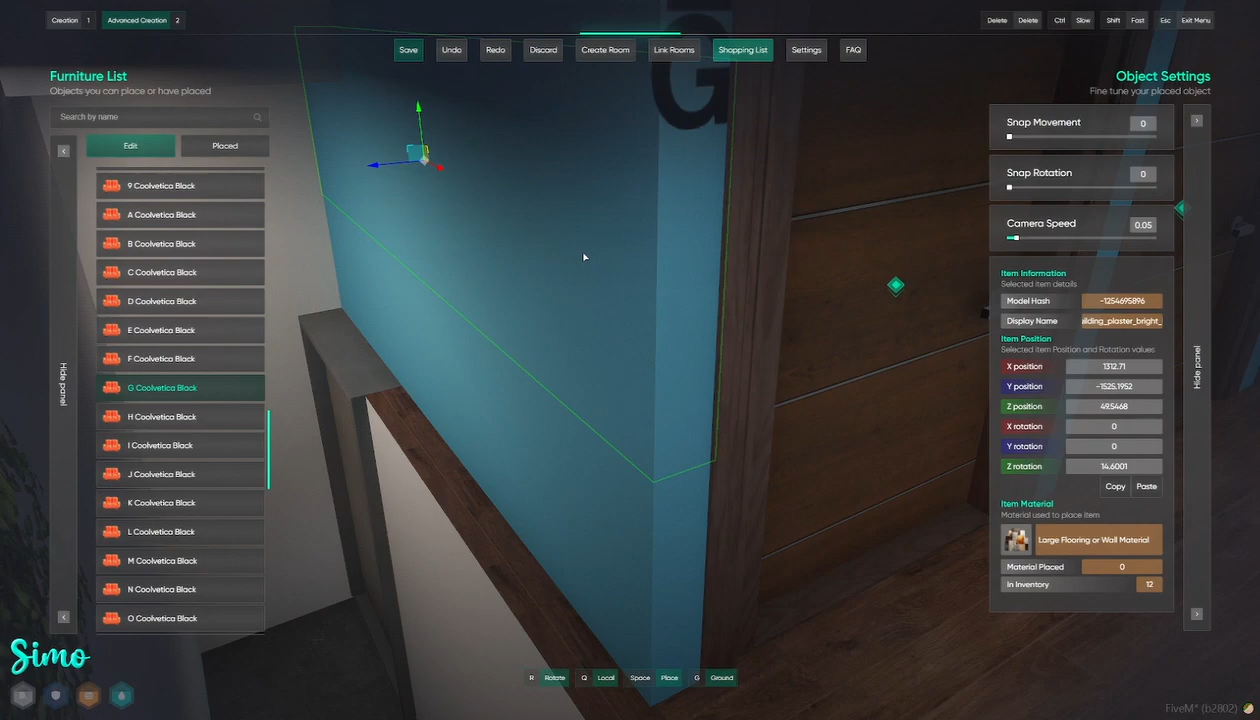 Creation 1 Advanced Creation 2
Delete Delete Ctrl Slow Shift Fast Esc Exit Menu
Save Undo Redo Discard Create Room Link Rooms Shopping List Settings FAQ
Furniture List
Objects you can place or have placed
Search by name
Edit Placed
9 Coolvetica Black
A Coolvetica Black
B Coolvetica Black
C Coolvetica Black
D Coolvetica Black
E Coolvetica Black
F Coolvetica Black
G Coolvetica Black
H Coolvetica Black
I Coolvetica Black
J Coolvetica Black
K Coolvetica Black
L Coolvetica Black
M Coolvetica Black
N Coolvetica Black
O Coolvetica Black
Hide panel
G
Object Settings
Fine tune your placed object
Snap Movement 0
Snap Rotation 0
Camera Speed 0.05
Item Information
Selected item details
Model Hash -1254695896
Display Name uilding_plaster_bright_
Item Position
Selected item Position and Rotation values
X position 1312.71
Y position -1525.1952
Z position 49.5468
X rotation 0
Y rotation 0
Z rotation 14.6001
Copy Paste
Item Material
Material used to place item
Large Flooring or Wall Material
Material Placed 0
In Inventory 12
Hide panel
Simo
R Rotate Q Local Space Place G Ground
FiveM* (b2802)